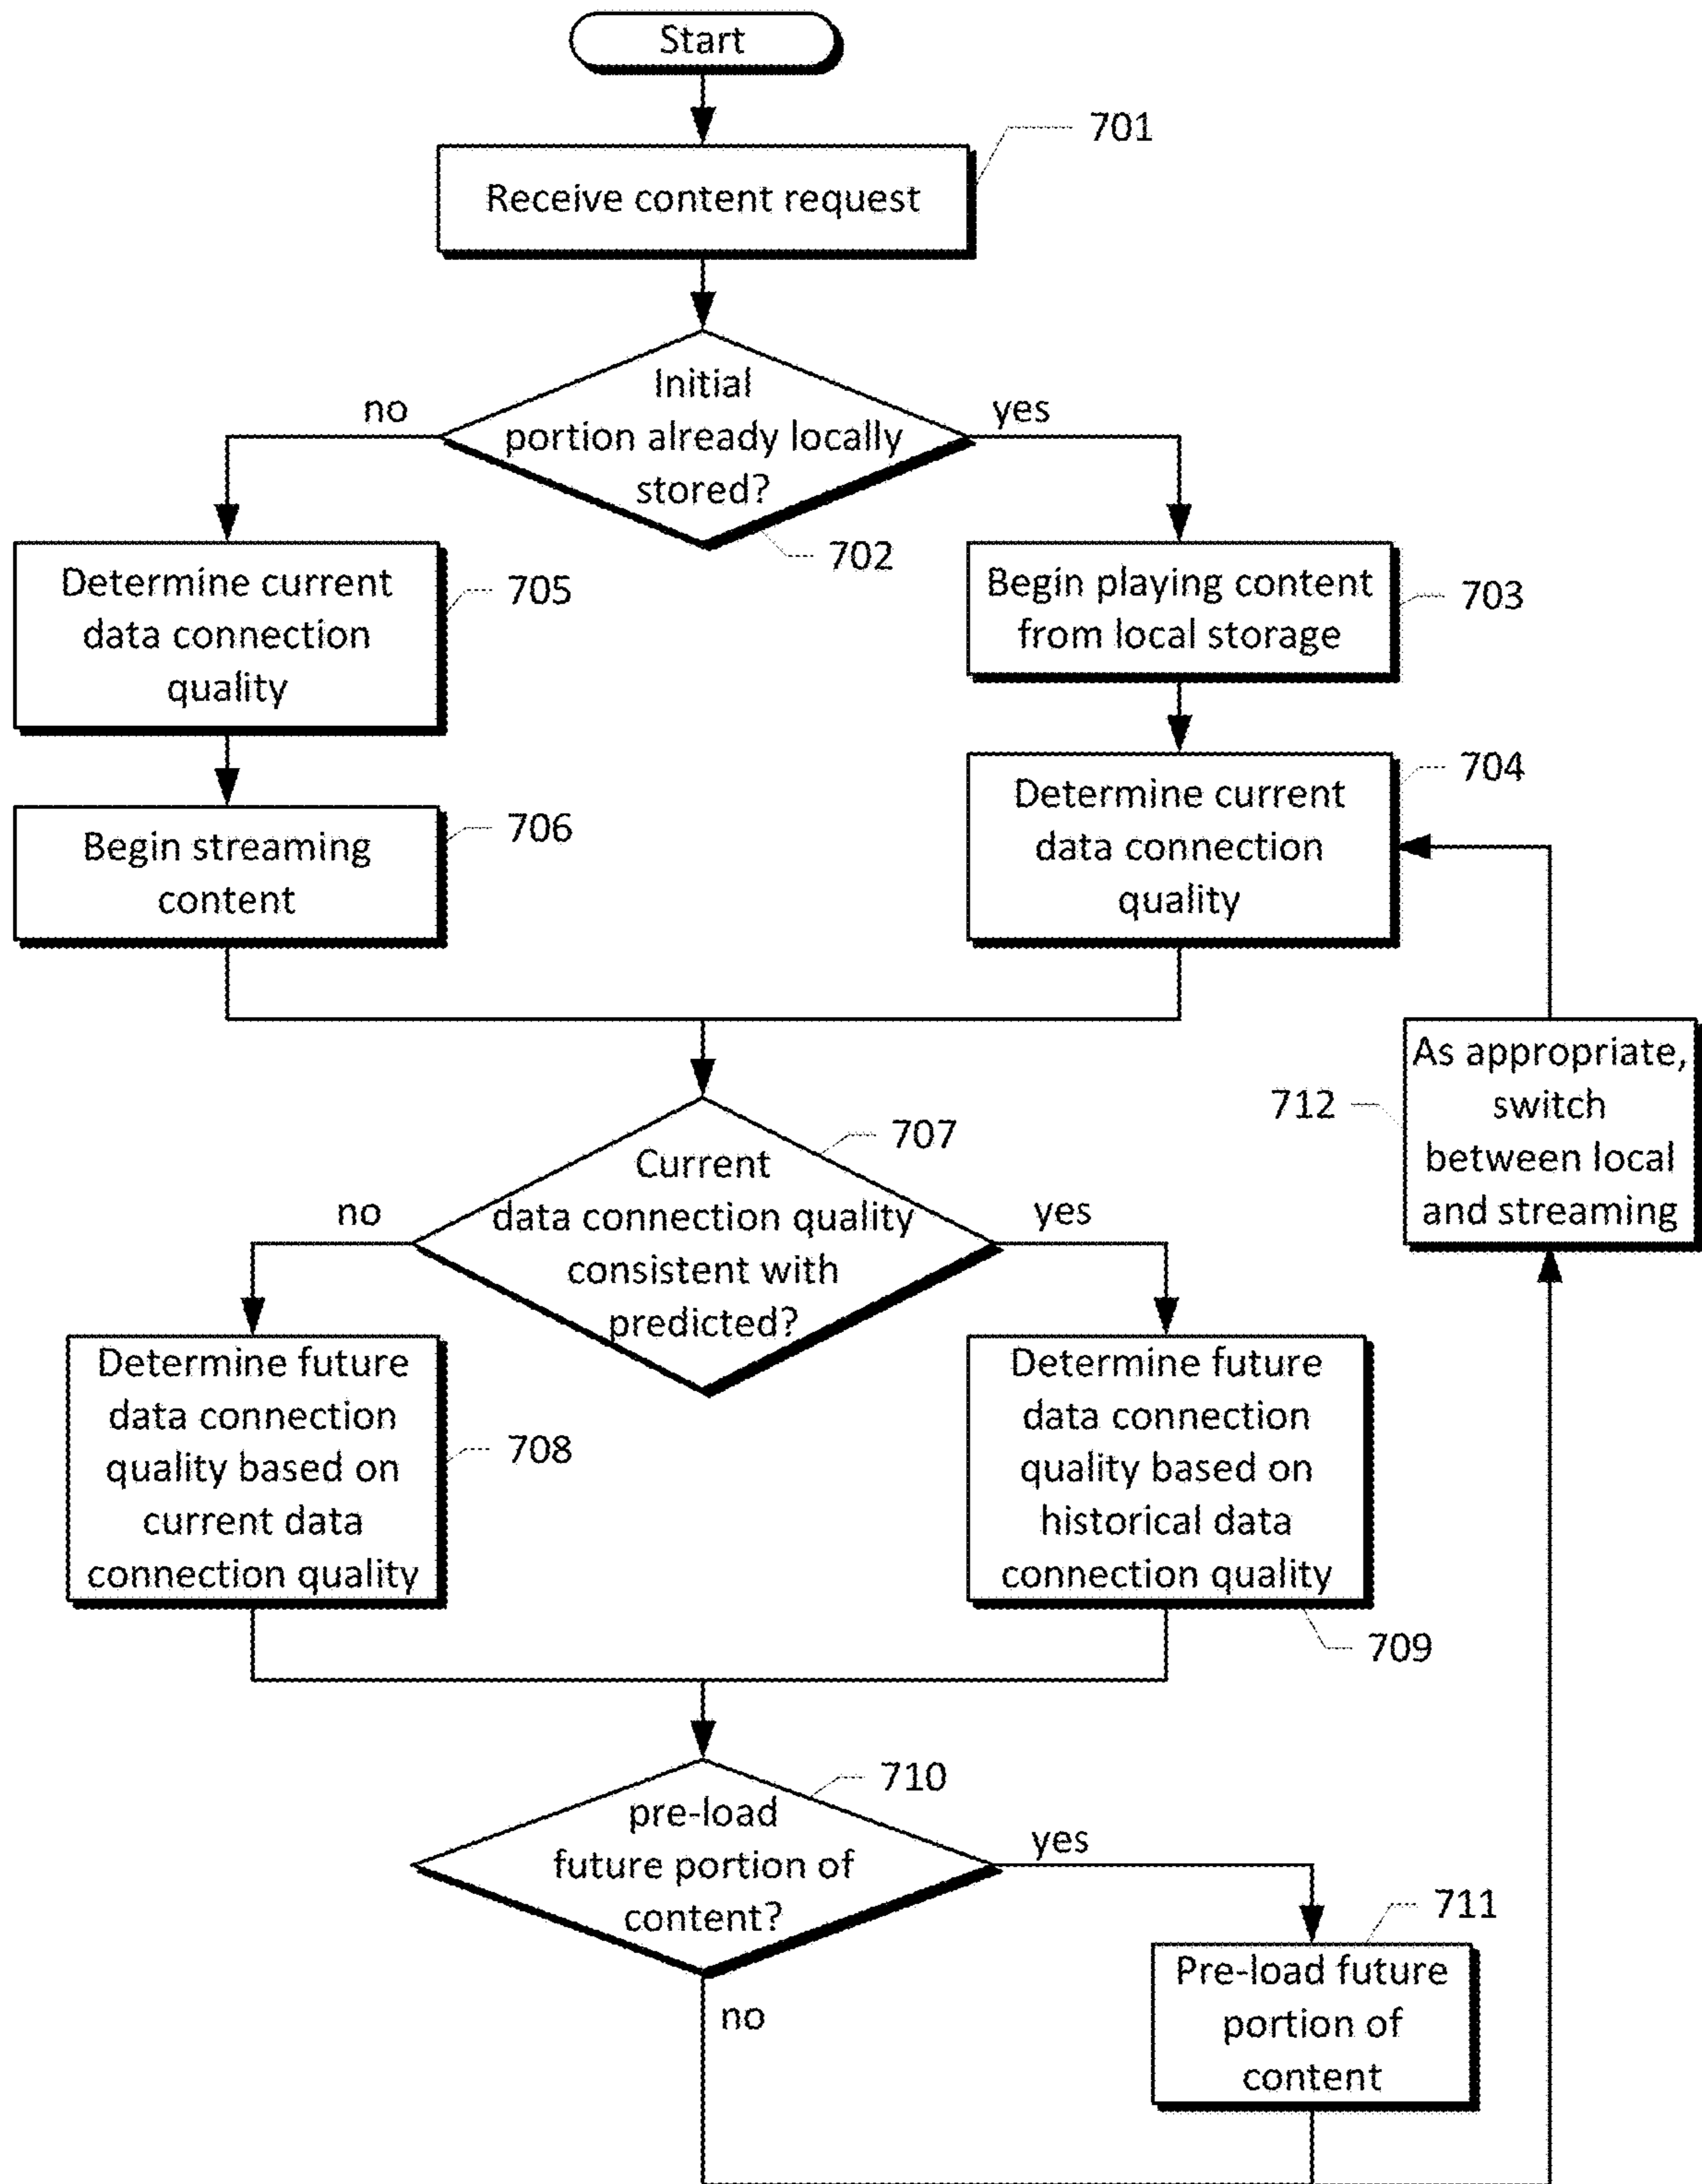 Start
701
Receive content request
Initial
portion already locally
stored?
no
yes
702
Determine current
data connection
quality
705
Begin playing content
from local storage
703
Begin streaming
content
706
Determine current
data connection
quality
704
As appropriate,
switch
between local
and streaming
712
Current
data connection quality
consistent with
predicted?
707
no
yes
Determine future
data connection
quality based on
current data
connection quality
708
Determine future
data connection
quality based on
historical data
connection quality
709
pre-load
future portion of
content?
710
yes
no
711
Pre-load future
portion of
content